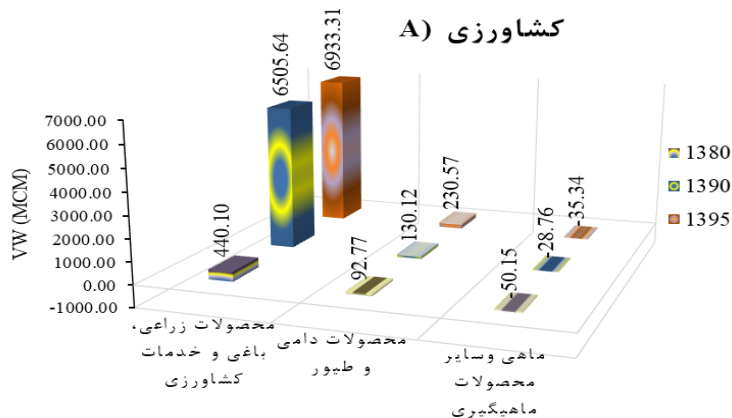 A) کشاورزی
6505.64
6933.31
440.10
92.77
130.12
230.57
-50.15
-28.76
-35.34
VW (MCM)
7000.00
6000.00
5000.00
4000.00
3000.00
2000.00
1000.00
0.00
-1000.00
1380
1390
1395
محصولات زراعی،
باغی و خدمات
کشاورزی
محصولات دامی
و طیور
ماهی وسایر
محصولات
ماهیگیری